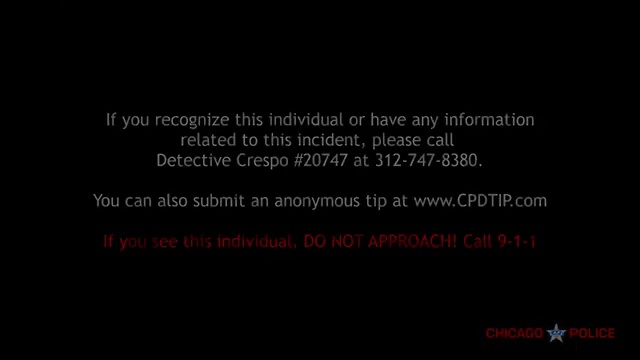 If you recognize this individual or have any information
related to this incident, please call
Detective Crespo #20747 at 312-747-8380.
You can also submit an anonymous tip at www.CPDTIP.com
If you see this individual, DO NOT APPROACH! Call 9-1-1
CHICAGO POLICE